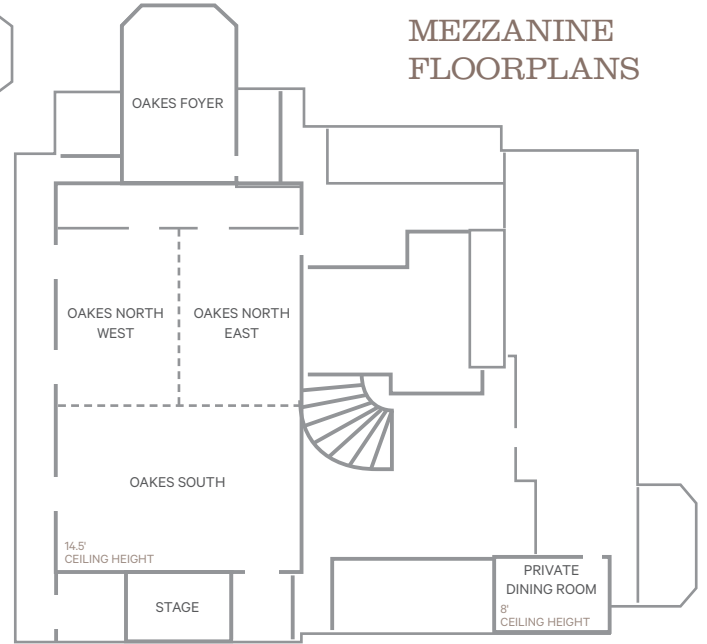 MEZZANINE
FLOORPLANS
OAKES FOYER
OAKES NORTH
WEST
OAKES NORTH
EAST
OAKES SOUTH
14.5'
CEILING HEIGHT
STAGE
PRIVATE
DINING ROOM
8'
CEILING HEIGHT